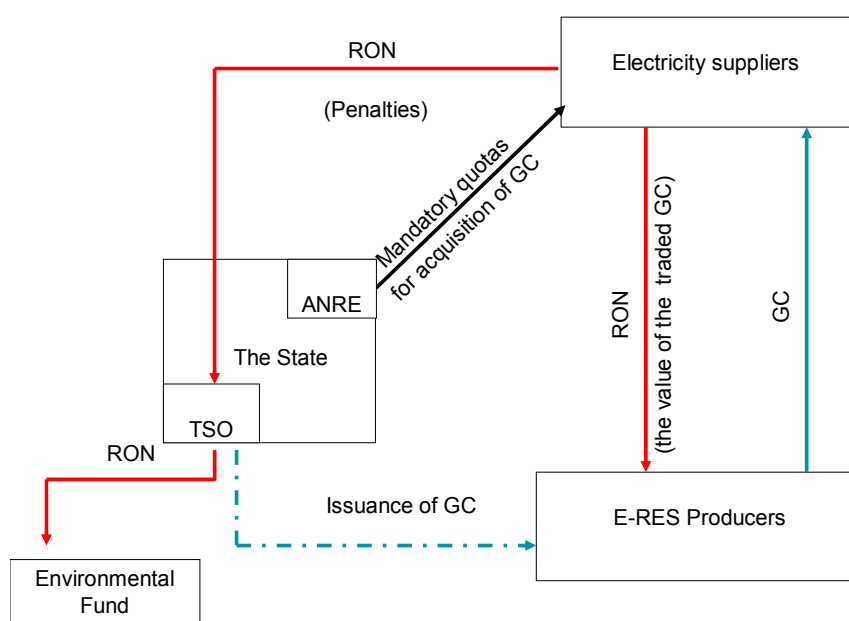 RON
Electricity suppliers
(Penalties)
Mandatory quotas
for acquisition of GC
ANRE
The State
TSO
RON
RON
(the value of the  traded GC)
GC
Issuance of GC
E-RES Producers
Environmental
Fund